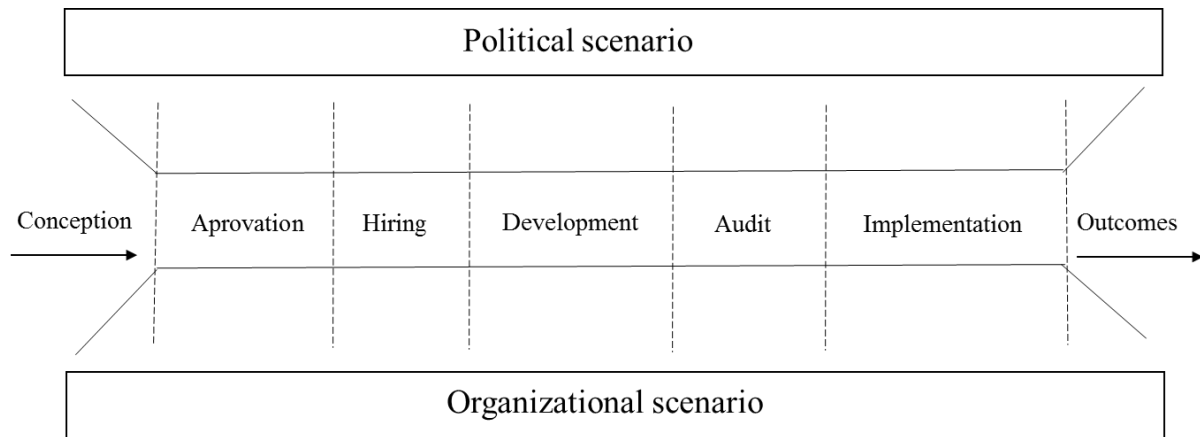 Political scenario
Conception Aprovation Hiring Development Audit Implementation Outcomes
Organizational scenario